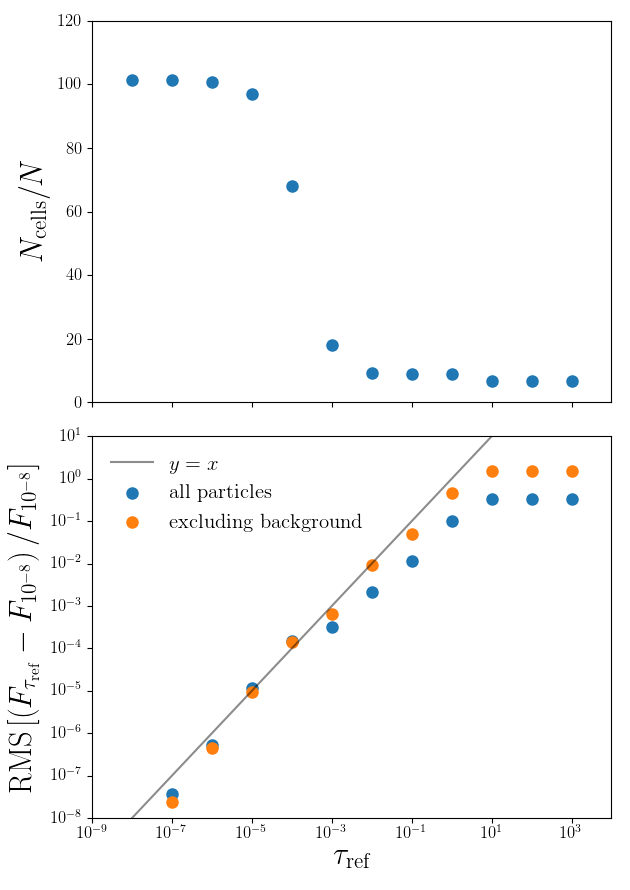 120
100
80
60
40
20
0
N_cells/N
10^1
10^0
10^−1
10^−2
10^−3
10^−4
10^−5
10^−6
10^−7
10^−8
RMS [(F_τ_ref − F_10^−8) /F_10^−8]
y = x
all particles
excluding background
10^−9 10^−7 10^−5 10^−3 10^−1 10^1 10^3
τ_ref